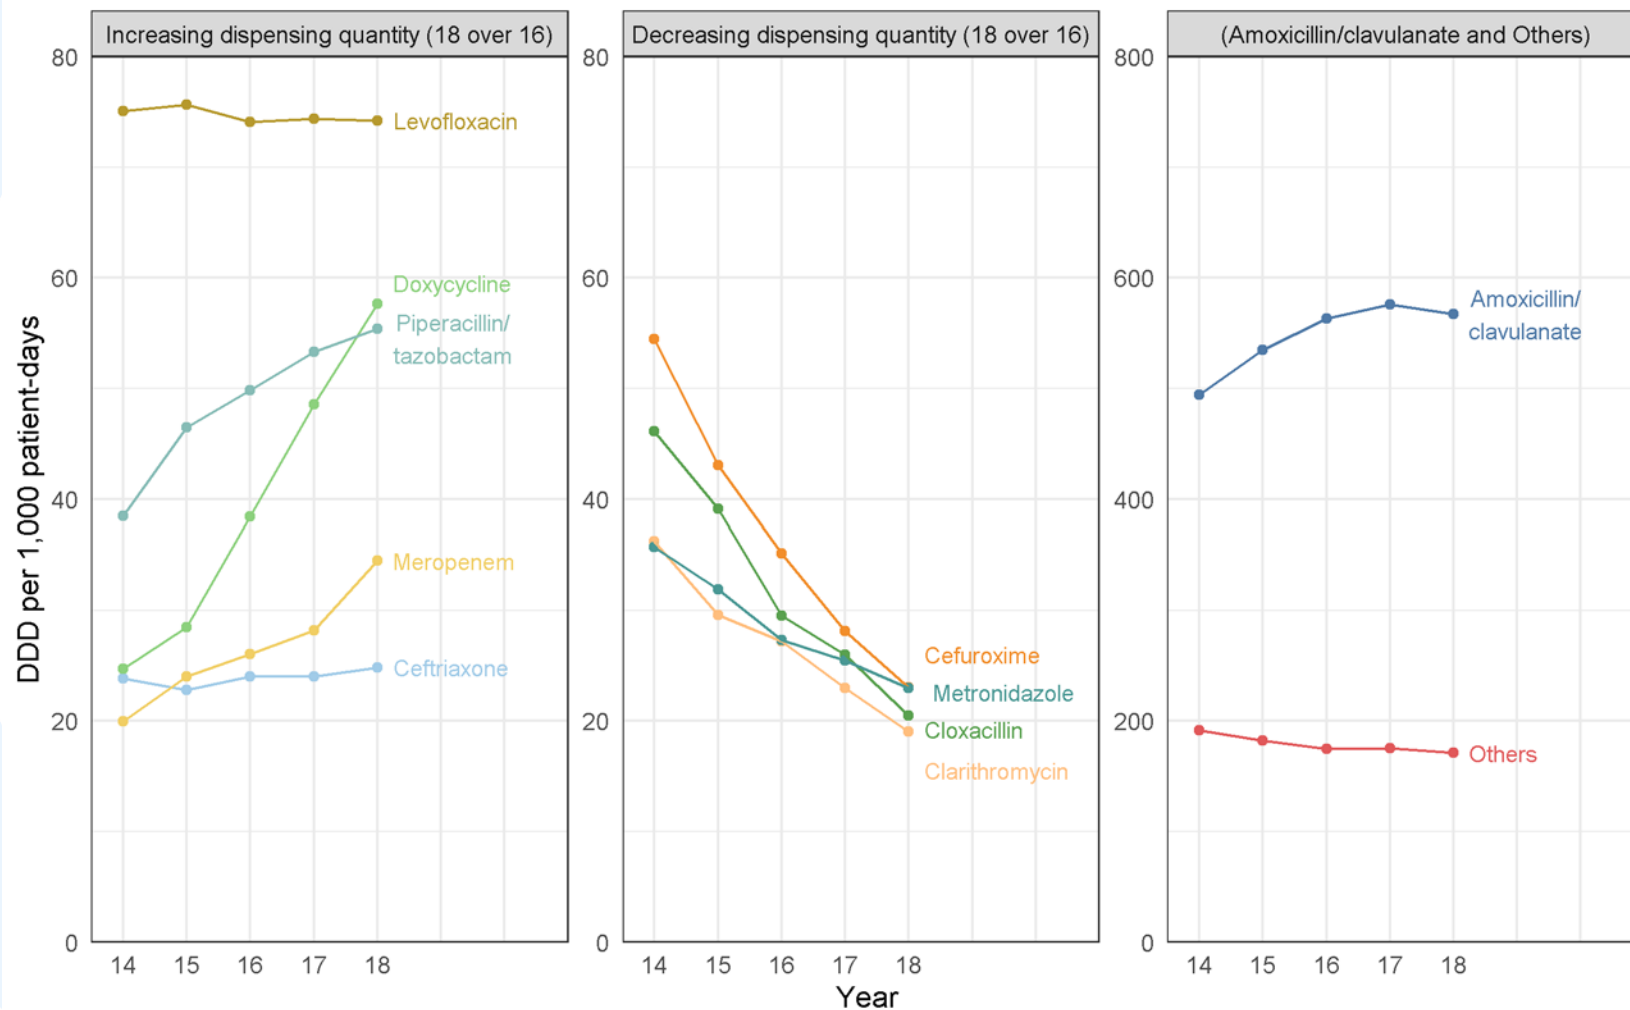 Increasing dispensing quantity (18 over 16)
Decreasing dispensing quantity (18 over 16)
(Amoxicillin/clavulanate and Others)
DDD per 1,000 patient-days
80
60
40
20
0
Levofloxacin
Doxycycline
Piperacillin/
tazobactam
Meropenem
Ceftriaxone
14 15 16 17 18
80
60
40
20
0
Cefuroxime
Metronidazole
Cloxacillin
Clarithromycin
14 15 16 17 18
800
600
400
200
0
Amoxicillin/
clavulanate
Others
14 15 16 17 18
Year